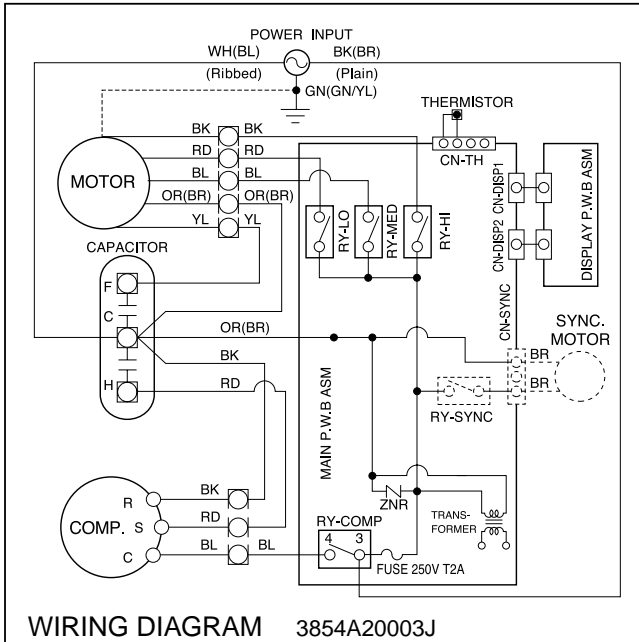 POWER INPUT
WH(BL) BK(BR)
(Ribbed) (Plain)
GN(GN/YL)
THERMISTOR
CN-TH
BK BK
RD RD
BL BL
OR(BR) OR(BR)
YL YL
MOTOR
CN-DISP1
CN-DISP2
DISPLAY P.W.B ASM
RY-LO
RY-MED
RY-HI
CAPACITOR
F
C
H
OR(BR)
BK
RD
CN-SYNC
SYNC.
MOTOR
BR
BR
RY-SYNC
MAIN P.W.B ASM
ZNR
TRANS-
FORMER
COMP.
R
S
C
BK
RD
BL BL
RY-COMP
4 3
FUSE 250V T2A
WIRING DIAGRAM 3854A20003J